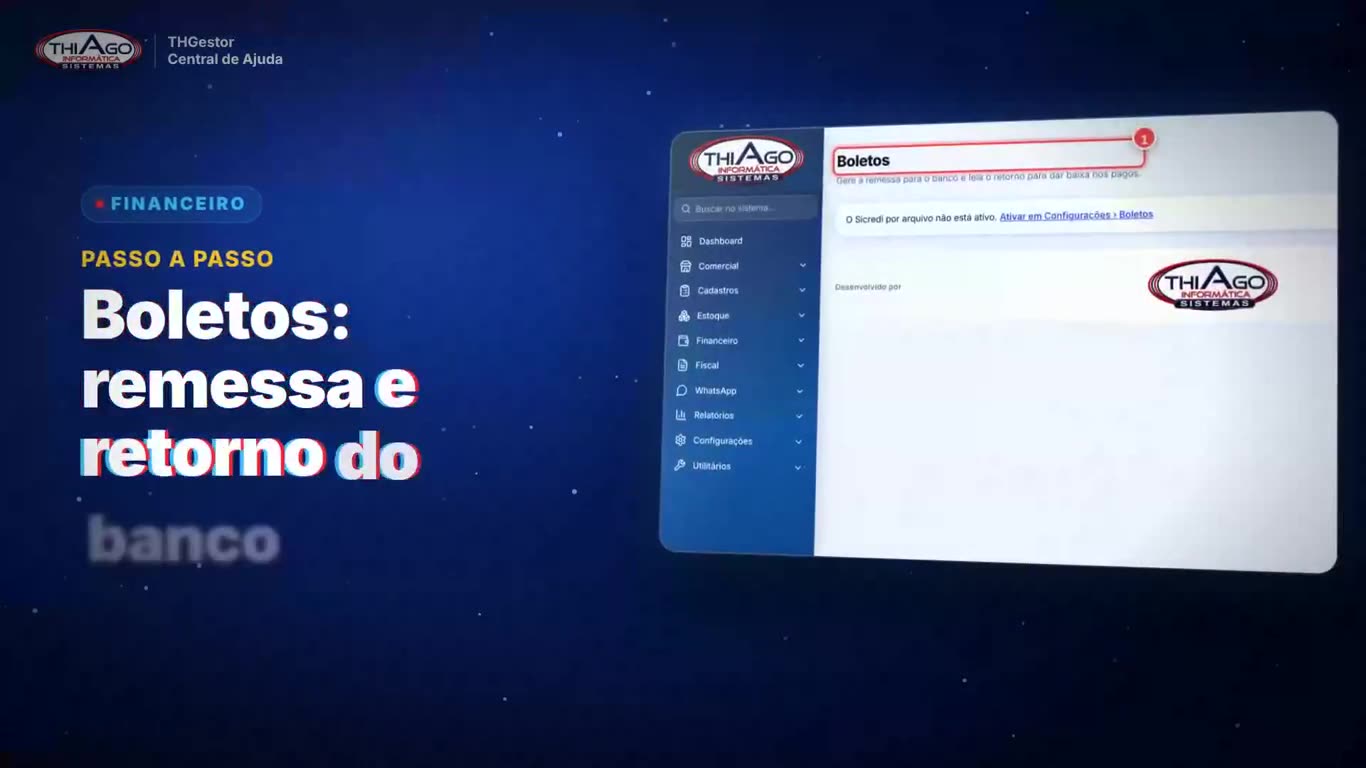 THIAGO
INFORMÁTICA
SISTEMAS
THGestor
Central de Ajuda
FINANCEIRO
PASSO A PASSO
Boletos:
remessa e
retorno do
banco
THIAGO
INFORMÁTICA
SISTEMAS
Buscar no sistema...
Dashboard
Comercial
Cadastros
Estoque
Financeiro
Fiscal
WhatsApp
Relatórios
Configurações
Utilitários
1
Boletos
Gere a remessa para o banco e leia o retorno para dar baixa nos pagos.
O Sicredi por arquivo não está ativo. Ativar em Configurações › Boletos
Desenvolvido por
THIAGO
INFORMÁTICA
SISTEMAS